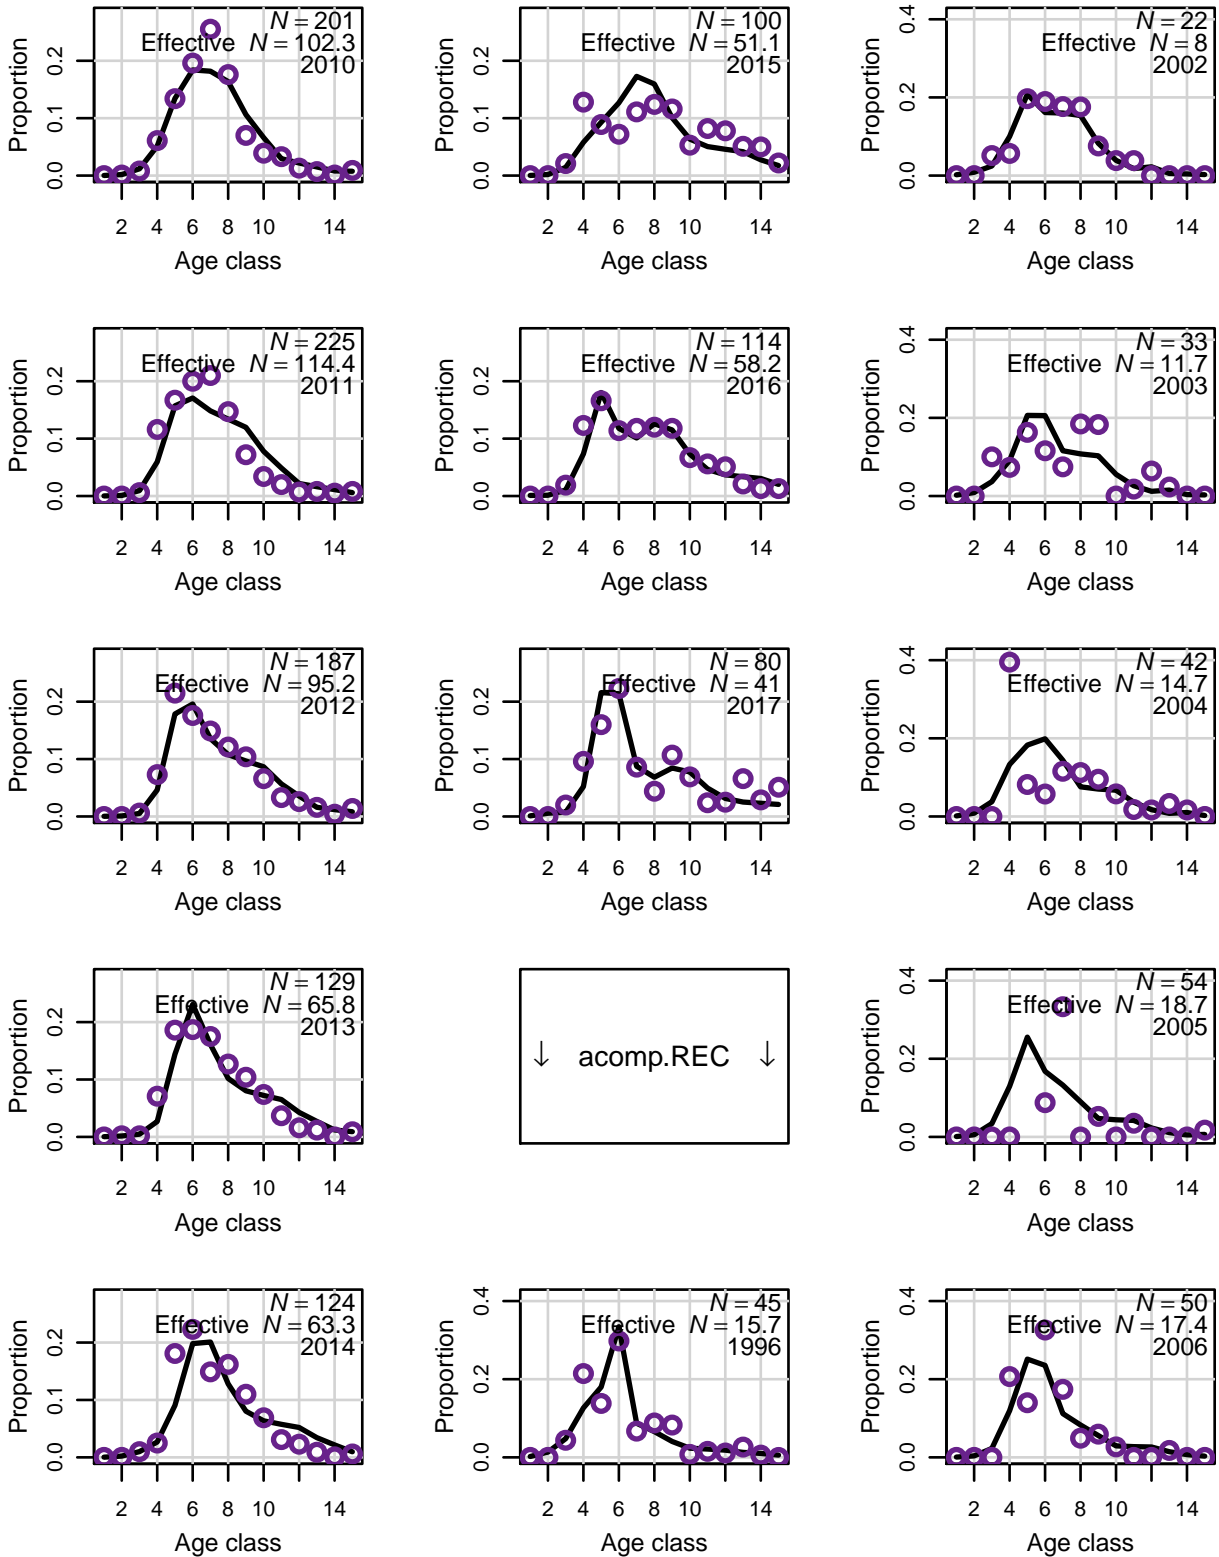 N = 201
Effective N = 102.3
2010
0.0 0.1 0.2
Proportion
2 4 6 8 10 14
Age class
N = 225
Effective N = 114.4
2011
0.0 0.1 0.2
Proportion
2 4 6 8 10 14
Age class
N = 187
Effective N = 95.2
2012
0.0 0.1 0.2
Proportion
2 4 6 8 10 14
Age class
N = 129
Effective N = 65.8
2013
0.0 0.1 0.2
Proportion
2 4 6 8 10 14
Age class
N = 124
Effective N = 63.3
2014
0.0 0.1 0.2
Proportion
2 4 6 8 10 14
Age class
N = 100
Effective N = 51.1
2015
0.0 0.1 0.2
Proportion
2 4 6 8 10 14
Age class
N = 114
Effective N = 58.2
2016
0.0 0.1 0.2
Proportion
2 4 6 8 10 14
Age class
N = 80
Effective N = 41
2017
0.0 0.1 0.2
Proportion
2 4 6 8 10 14
Age class
↓ acomp.REC ↓
N = 45
Effective N = 15.7
1996
0.0 0.2 0.4
Proportion
2 4 6 8 10 14
Age class
N = 22
Effective N = 8
2002
0.0 0.2 0.4
Proportion
2 4 6 8 10 14
Age class
N = 33
Effective N = 11.7
2003
0.0 0.2 0.4
Proportion
2 4 6 8 10 14
Age class
N = 42
Effective N = 14.7
2004
0.0 0.2 0.4
Proportion
2 4 6 8 10 14
Age class
N = 54
Effective N = 18.7
2005
0.0 0.2 0.4
Proportion
2 4 6 8 10 14
Age class
N = 50
Effective N = 17.4
2006
0.0 0.2 0.4
Proportion
2 4 6 8 10 14
Age class